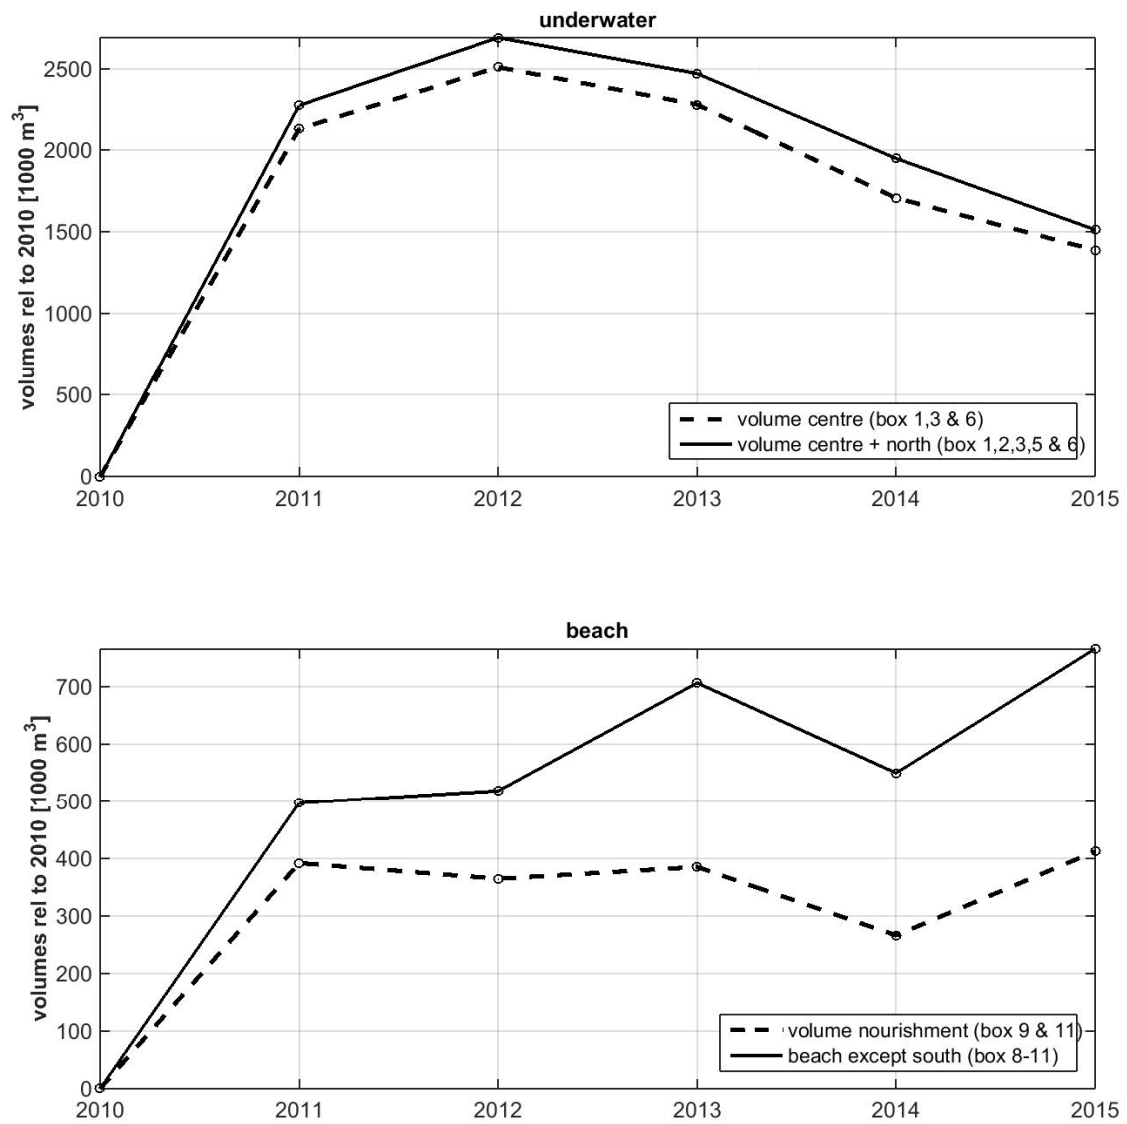 underwater
volumes rel to 2010 [1000 m³]
2500
2000
1500
1000
500
0
2010 2011 2012 2013 2014 2015
volume centre (box 1,3 & 6)
volume centre + north (box 1,2,3,5 & 6)
beach
volumes rel to 2010 [1000 m³]
700
600
500
400
300
200
100
0
2010 2011 2012 2013 2014 2015
volume nourishment (box 9 & 11)
beach except south (box 8-11)